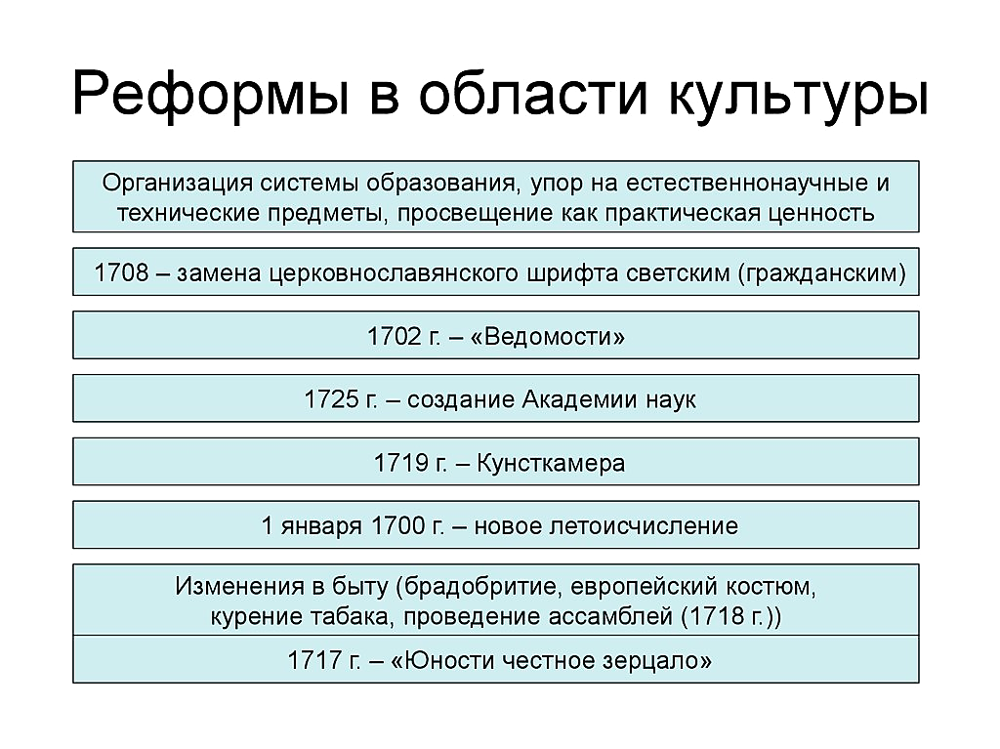 Реформы в области культуры
Организация системы образования, упор на естественнонаучные и
технические предметы, просвещение как практическая ценность
1708 – замена церковнославянского шрифта светским (гражданским)
1702 г. – «Ведомости»
1725 г. – создание Академии наук
1719 г. – Кунсткамера
1 января 1700 г. – новое летоисчисление
Изменения в быту (брадобритие, европейский костюм,
курение табака, проведение ассамблей (1718 г.))
1717 г. – «Юности честное зерцало»